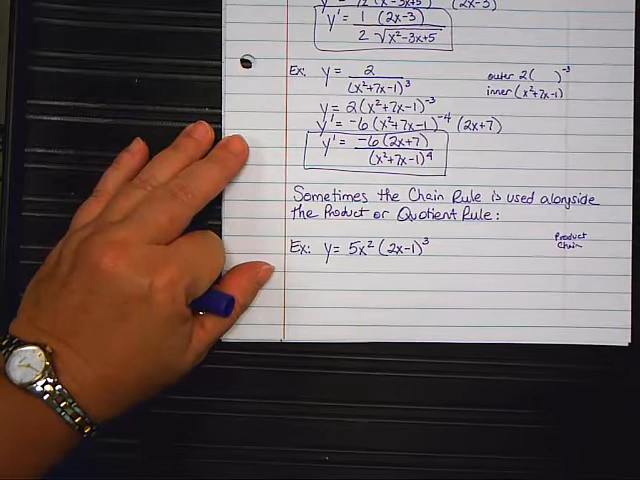 y' = 1 (2x-3)
2 √x²-3x+5
Ex: y = 2
(x²+7x-1)³
outer 2( )⁻³
inner (x²+7x-1)
y = 2(x²+7x-1)⁻³
y' = -6(x²+7x-1)⁻⁴ (2x+7)
y' = -6(2x+7)
(x²+7x-1)⁴
Sometimes the Chain Rule is used alongside
the Product or Quotient Rule:
Product
Chain
Ex: y = 5x² (2x-1)³